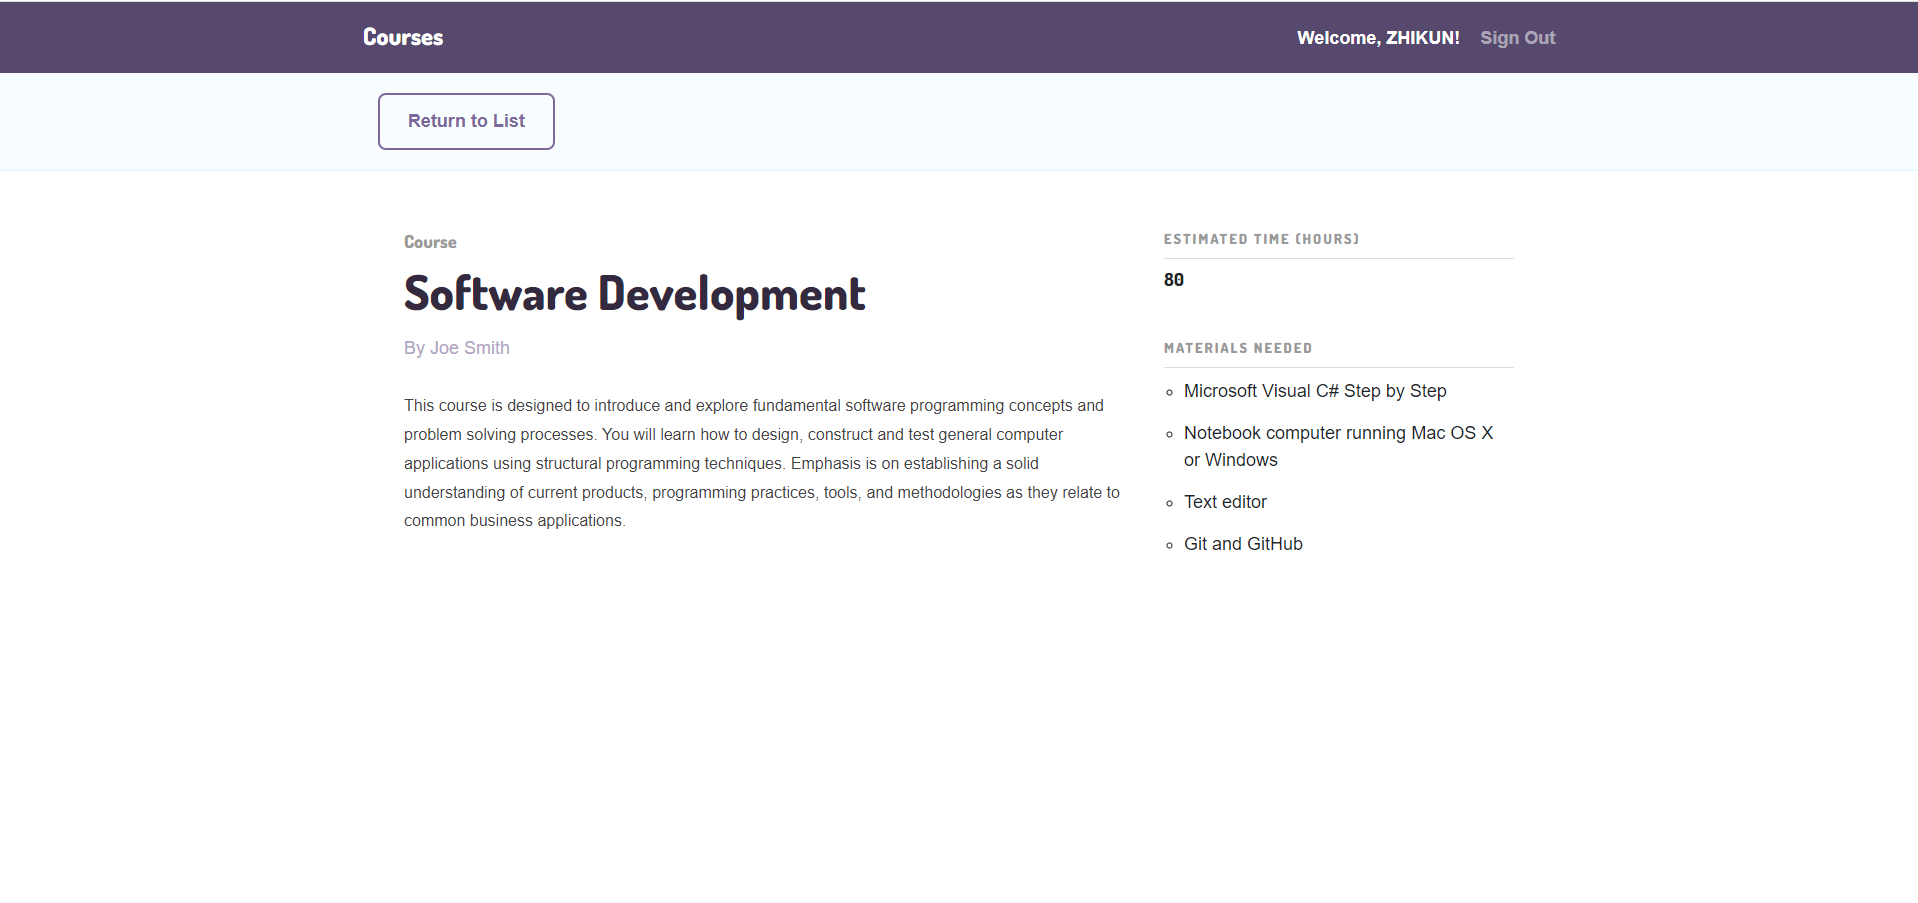 Courses
Welcome, ZHIKUN! Sign Out
Return to List
Course
Software Development
By Joe Smith
This course is designed to introduce and explore fundamental software programming concepts and
problem solving processes. You will learn how to design, construct and test general computer
applications using structural programming techniques. Emphasis is on establishing a solid
understanding of current products, programming practices, tools, and methodologies as they relate to
common business applications.
ESTIMATED TIME (HOURS)
80
MATERIALS NEEDED
Microsoft Visual C# Step by Step
Notebook computer running Mac OS X
or Windows
Text editor
Git and GitHub